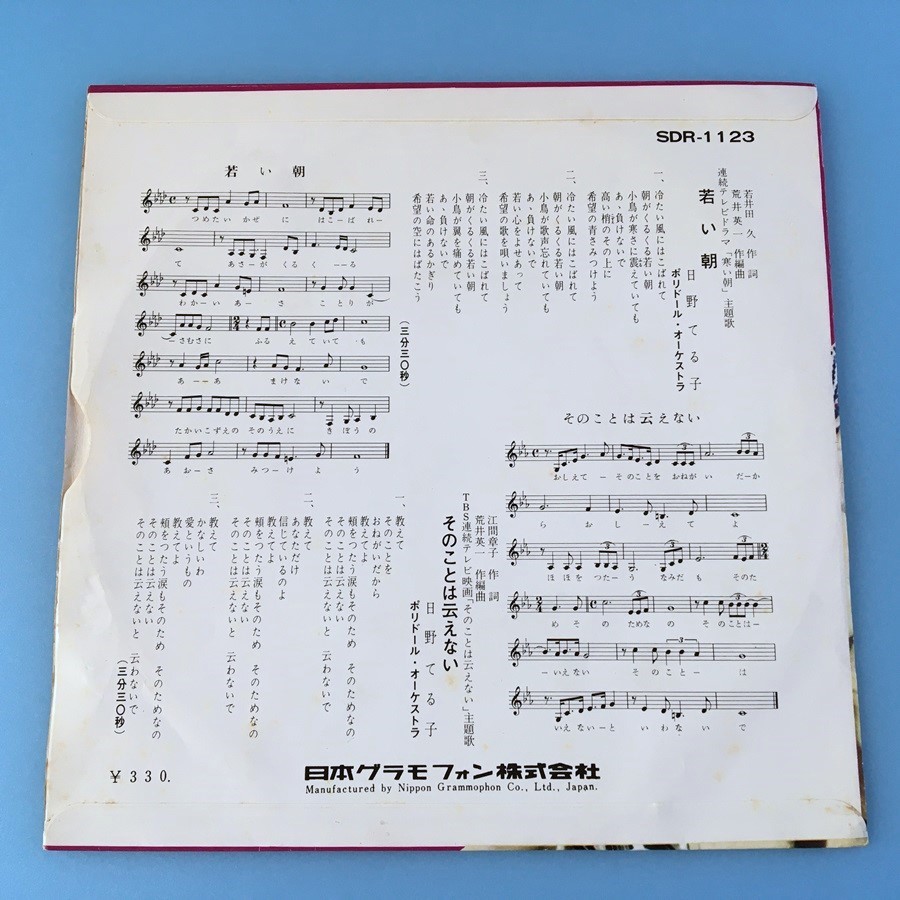 SDR-1123
連続テレビドラマ「寒い朝」主題歌
若い朝
若井田 久 作詞
荒井英一 作編曲
日野てる子
ポリドール・オーケストラ
一、冷たい風にはこばれて
朝がくるくる若い朝
小鳥が寒さに震えていても
あゝ負けないで
高い梢のその上に
希望の青さみつけよう
二、冷たい風にはこばれて
朝がくるくる若い朝
小鳥が歌声忘れていても
あゝ負けないで
若い心をよせあって
希望の歌を唄いましょう
三、冷たい風にはこばれて
朝がくるくる若い朝
小鳥が翼を痛めていても
あゝ負けないで
若い命のあるかぎり
希望の空にはばたこう
(三分三〇秒)
若い朝
つめたい かぜ に はこーばれー
て あさーが くるくーる
わかーい あーさ ことりが
ーさむさに ふるえていても
あーーあ まけないで
たかいこずえの そのうえに きぼうの
あおーさ みつーけよう
そのことは云えない
おしえてー そのことを おねがい だーか
ら おしーえてよ
ほほを つたーう なみだも そのた
め そのためなの そのことはー
ーいえない そのことーは
いえないーと いわないで
TBS連続テレビ映画「そのことは云えない」主題歌
そのことは云えない
江間章子 作詞
荒井英一 作編曲
日野てる子
ポリドール・オーケストラ
一、教えて
そのことを
おねがいだから
教えてよ
頬をつたう涙もそのため そのためなの
そのことは云えない
そのことは云えないと 云わないで
二、教えて
あなただけ
信じているのよ
教えてよ
頬をつたう涙もそのため そのためなの
そのことは云えない
そのことは云えないと 云わないで
三、教えて
かなしいわ
愛というもの
教えてよ
頬をつたう涙もそのため そのためなの
そのことは云えない
そのことは云えないと 云わないで
(三分三〇秒)
¥330.
日本グラモフォン株式会社
Manufactured by Nippon Grammophon Co., Ltd., Japan.